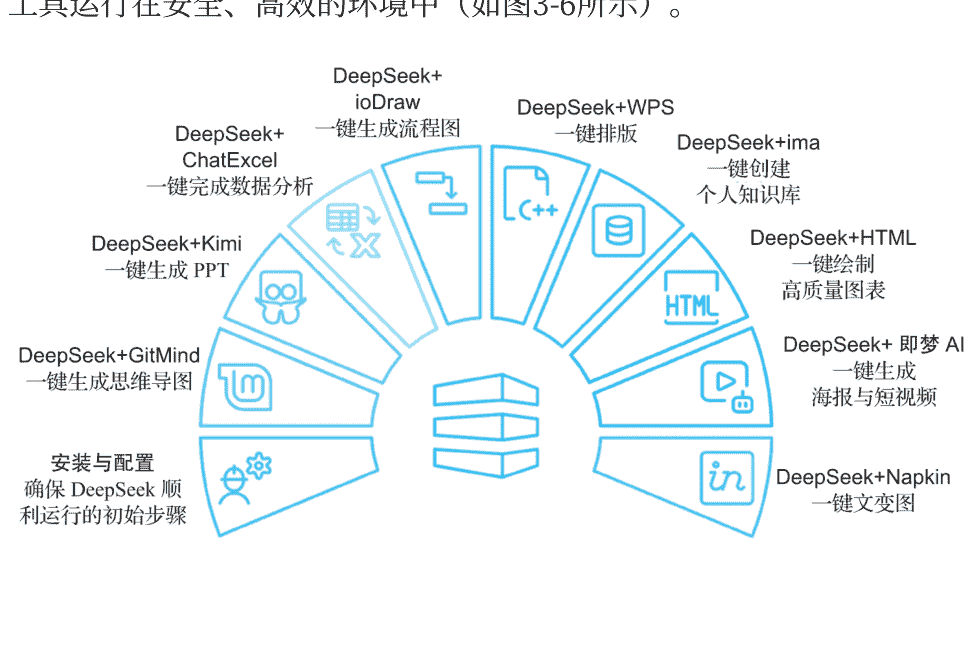 工具运行在安全、高效的环境中（如图3-6所示）。
DeepSeek+
ioDraw
一键生成流程图
DeepSeek+WPS
一键排版
DeepSeek+
ChatExcel
一键完成数据分析
DeepSeek+ima
一键创建
个人知识库
DeepSeek+Kimi
一键生成 PPT
DeepSeek+HTML
一键绘制
高质量图表
DeepSeek+GitMind
一键生成思维导图
DeepSeek+ 即梦 AI
一键生成
海报与短视频
安装与配置
确保 DeepSeek 顺
利运行的初始步骤
DeepSeek+Napkin
一键文变图
C++
X
HTML
m
in